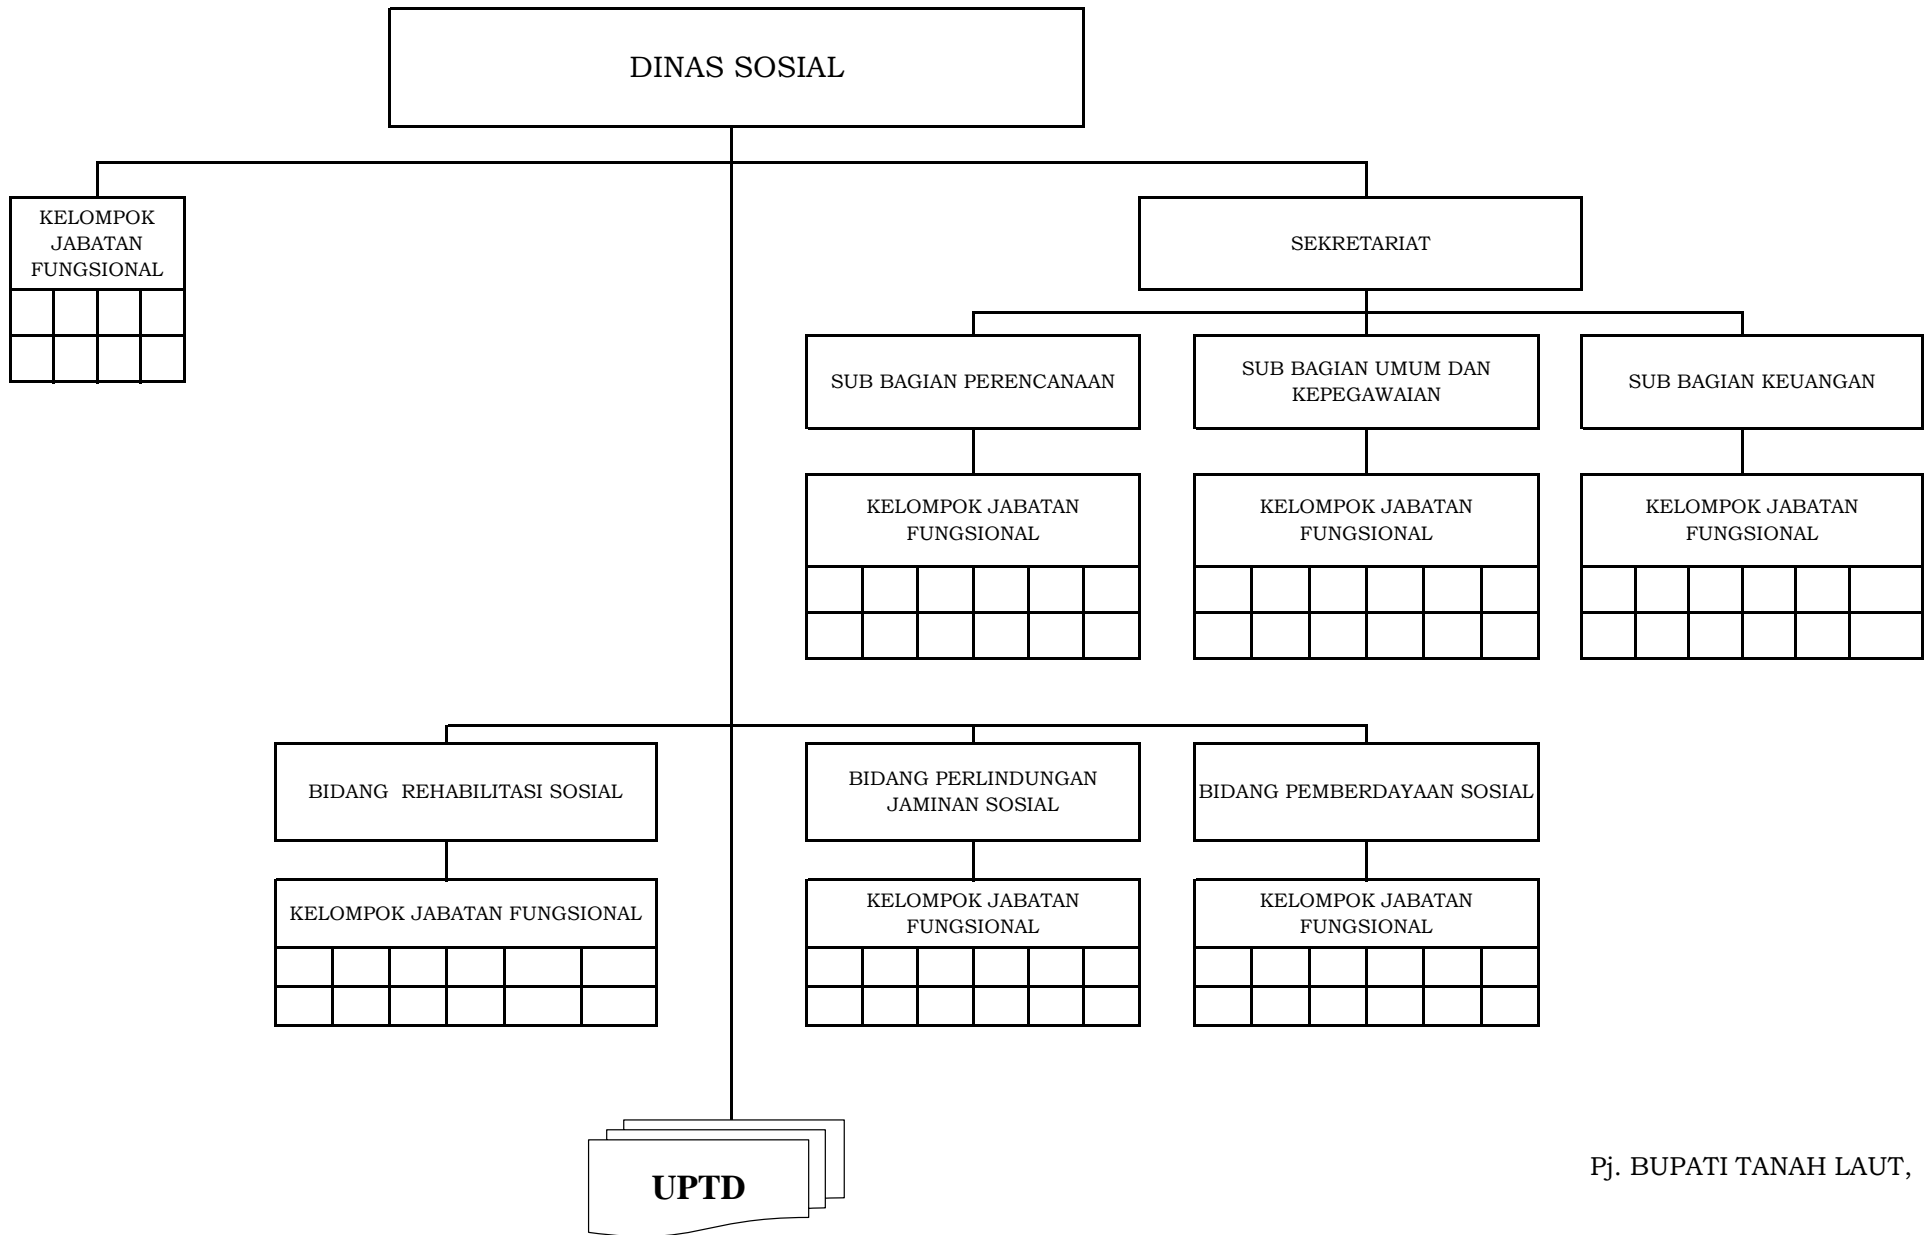 DINAS SOSIAL
KELOMPOK
JABATAN
FUNGSIONAL
SEKRETARIAT
SUB BAGIAN PERENCANAAN
SUB BAGIAN UMUM DAN
KEPEGAWAIAN
SUB BAGIAN KEUANGAN
KELOMPOK JABATAN
FUNGSIONAL
KELOMPOK JABATAN
FUNGSIONAL
KELOMPOK JABATAN
FUNGSIONAL
BIDANG REHABILITASI SOSIAL
BIDANG PERLINDUNGAN
JAMINAN SOSIAL
BIDANG PEMBERDAYAAN SOSIAL
KELOMPOK JABATAN FUNGSIONAL
KELOMPOK JABATAN
FUNGSIONAL
KELOMPOK JABATAN
FUNGSIONAL
UPTD
Pj. BUPATI TANAH LAUT,